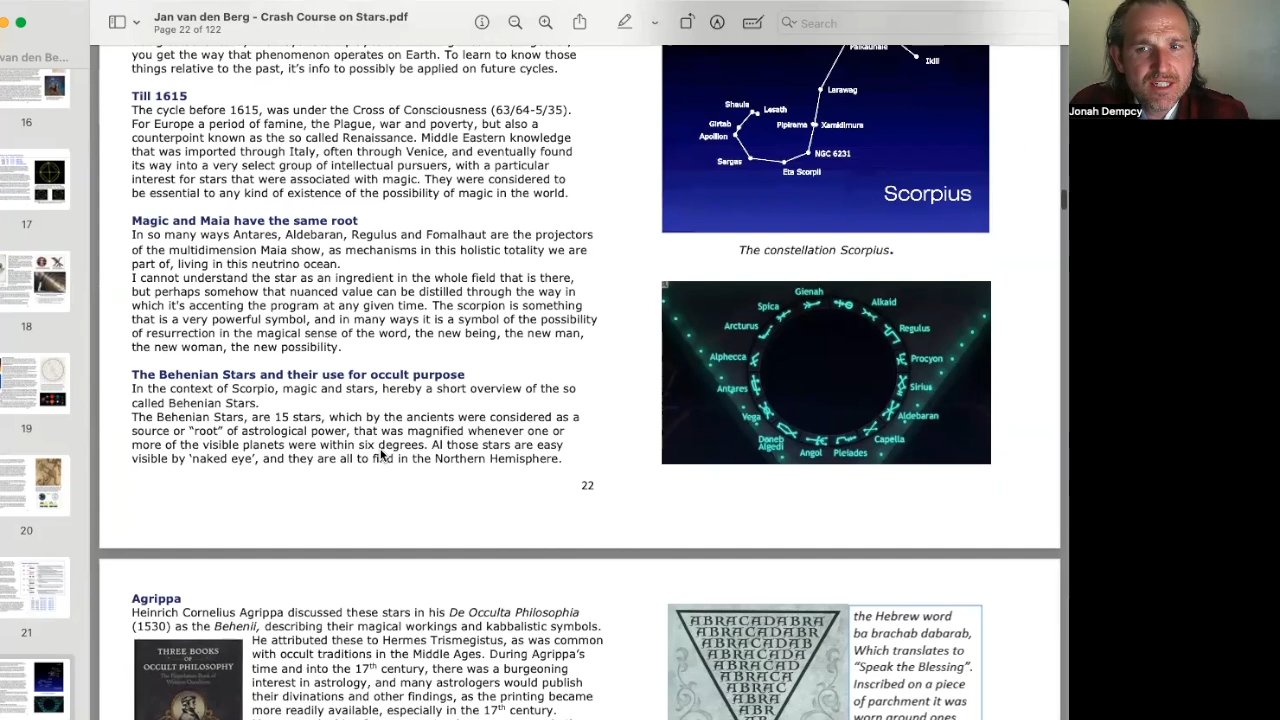 Jan van den Berg - Crash Course on Stars.pdf
Page 22 of 122
Search
van den Be...
16
17
18
19
20
21
you get the way that phenomenon operates on Earth. To learn to know those
things relative to the past, it's info to possibly be applied on future cycles.
Till 1615
The cycle before 1615, was under the Cross of Consciousness (63/64-5/35).
For Europe a period of famine, the Plague, war and poverty, but also a
counterpoint known as the so called Renaissance. Middle Eastern knowledge
that was imported through Italy, often through Venice, and eventually found
its way into a very select group of intellectual pursuers, with a particular
interest for stars that were associated with magic. They were considered to
be essential to any kind of existence of the possibility of magic in the world.
Magic and Maia have the same root
In so many ways Antares, Aldebaran, Regulus and Fomalhaut are the projectors
of the multidimension Maia show, as mechanisms in this holistic totality we are
part of, living in this neutrino ocean.
I cannot understand the star as an ingredient in the whole field that is there,
but perhaps somehow that nuanced value can be distilled through the way in
which it's accenting the program at any given time. The scorpion is something
that is a very powerful symbol, and in many ways it is a symbol of the possibility
of resurrection in the magical sense of the word, the new being, the new man,
the new woman, the new possibility.
The Behenian Stars and their use for occult purpose
In the context of Scorpio, magic and stars, hereby a short overview of the so
called Behenian Stars.
The Behenian Stars, are 15 stars, which by the ancients were considered as a
source or "root" of astrological power, that was magnified whenever one or
more of the visible planets were within six degrees. Al those stars are easy
visible by 'naked eye', and they are all to find in the Northern Hemisphere.
22
Paikauhale
Iklil
Larawag
Shaula
Lesath
Girtab
Apollion
Pipirema
Xamidimura
Sargas
NGC 6231
Eta Scorpii
Scorpius
The constellation Scorpius.
Gienah
Spica
Alkaid
Arcturus
Regulus
Alphecca
Procyon
Antares
Sirius
Vega
Aldebaran
Daneb
Algedi
Capella
Angol
Pleiades
Agrippa
Heinrich Cornelius Agrippa discussed these stars in his De Occulta Philosophia
(1530) as the Behenii, describing their magical workings and kabbalistic symbols.
He attributed these to Hermes Trismegistus, as was common
with occult traditions in the Middle Ages. During Agrippa's
time and into the 17th century, there was a burgeoning
interest in astrology, and many astrologers would publish
their divinations and other findings, as the printing became
more readily available, especially in the 17th century.
THREE BOOKS
OF
OCCULT PHILOSOPHY
ABRACADABRA
ABRACADABR
ABRACADAB
ABRACADA
ABRACAD
ABRACA
ABRAC
ABRA
the Hebrew word
ba brachab dabarab,
Which translates to
"Speak the Blessing".
Inscribed on a piece
of parchment it was
worn around ones
Jonah Dempcy